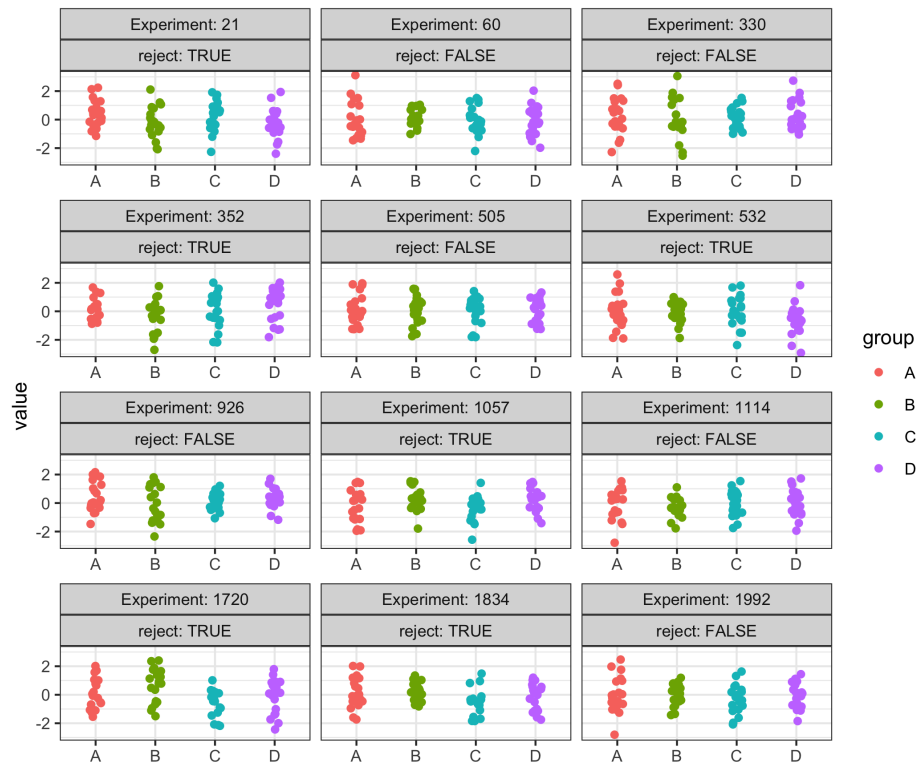 Experiment: 21 Experiment: 60 Experiment: 330
reject: TRUE reject: FALSE reject: FALSE
2
0
-2
A B C D A B C D A B C D
Experiment: 352 Experiment: 505 Experiment: 532
reject: TRUE reject: FALSE reject: TRUE
2
0
-2
A B C D A B C D A B C D
Experiment: 926 Experiment: 1057 Experiment: 1114
reject: FALSE reject: TRUE reject: FALSE
2
0
-2
A B C D A B C D A B C D
Experiment: 1720 Experiment: 1834 Experiment: 1992
reject: TRUE reject: TRUE reject: FALSE
2
0
-2
A B C D A B C D A B C D
value
group
A
B
C
D